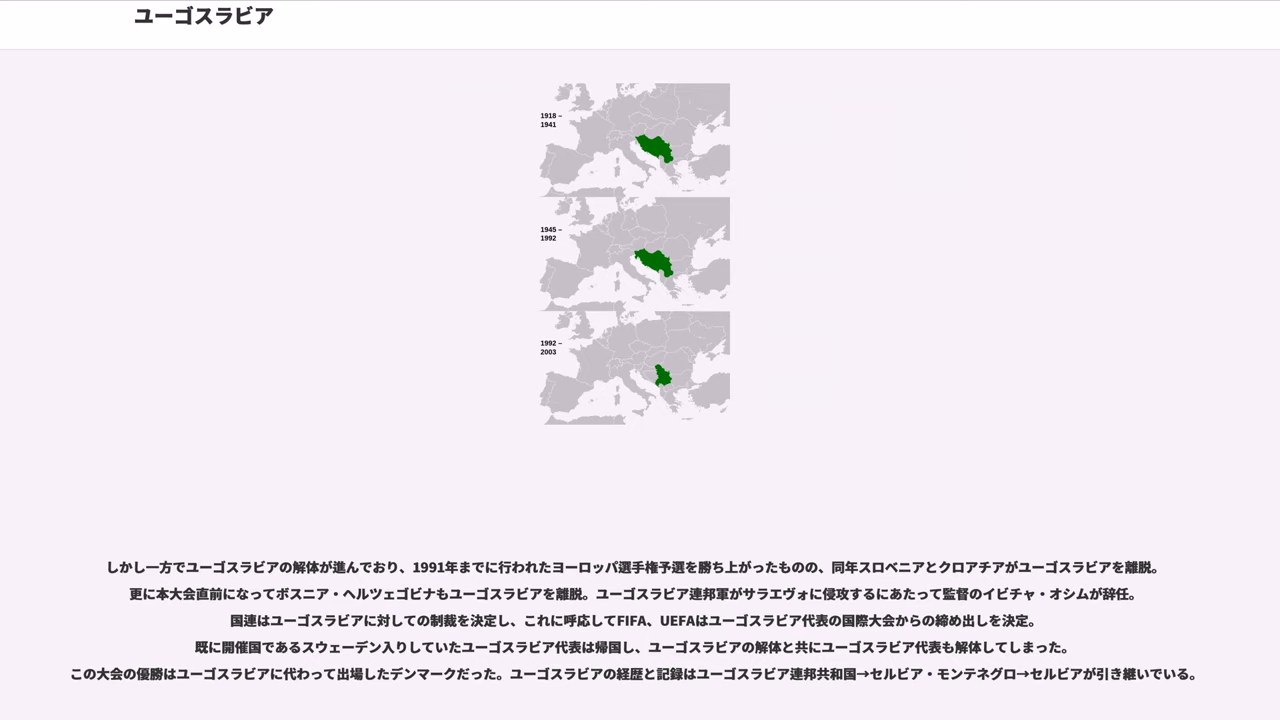 ユーゴスラビア
1918 –
1941
1945 –
1992
1992 –
2003
しかし一方でユーゴスラビアの解体が進んでおり、1991年までに行われたヨーロッパ選手権予選を勝ち上がったものの、同年スロベニアとクロアチアがユーゴスラビアを離脱。
更に本大会直前になってボスニア・ヘルツェゴビナもユーゴスラビアを離脱。ユーゴスラビア連邦軍がサラエヴォに侵攻するにあたって監督のイビチャ・オシムが辞任。
国連はユーゴスラビアに対しての制裁を決定し、これに呼応してFIFA、UEFAはユーゴスラビア代表の国際大会からの締め出しを決定。
既に開催国であるスウェーデン入りしていたユーゴスラビア代表は帰国し、ユーゴスラビアの解体と共にユーゴスラビア代表も解体してしまった。
この大会の優勝はユーゴスラビアに代わって出場したデンマークだった。ユーゴスラビアの経歴と記録はユーゴスラビア連邦共和国→セルビア・モンテネグロ→セルビアが引き継いでいる。